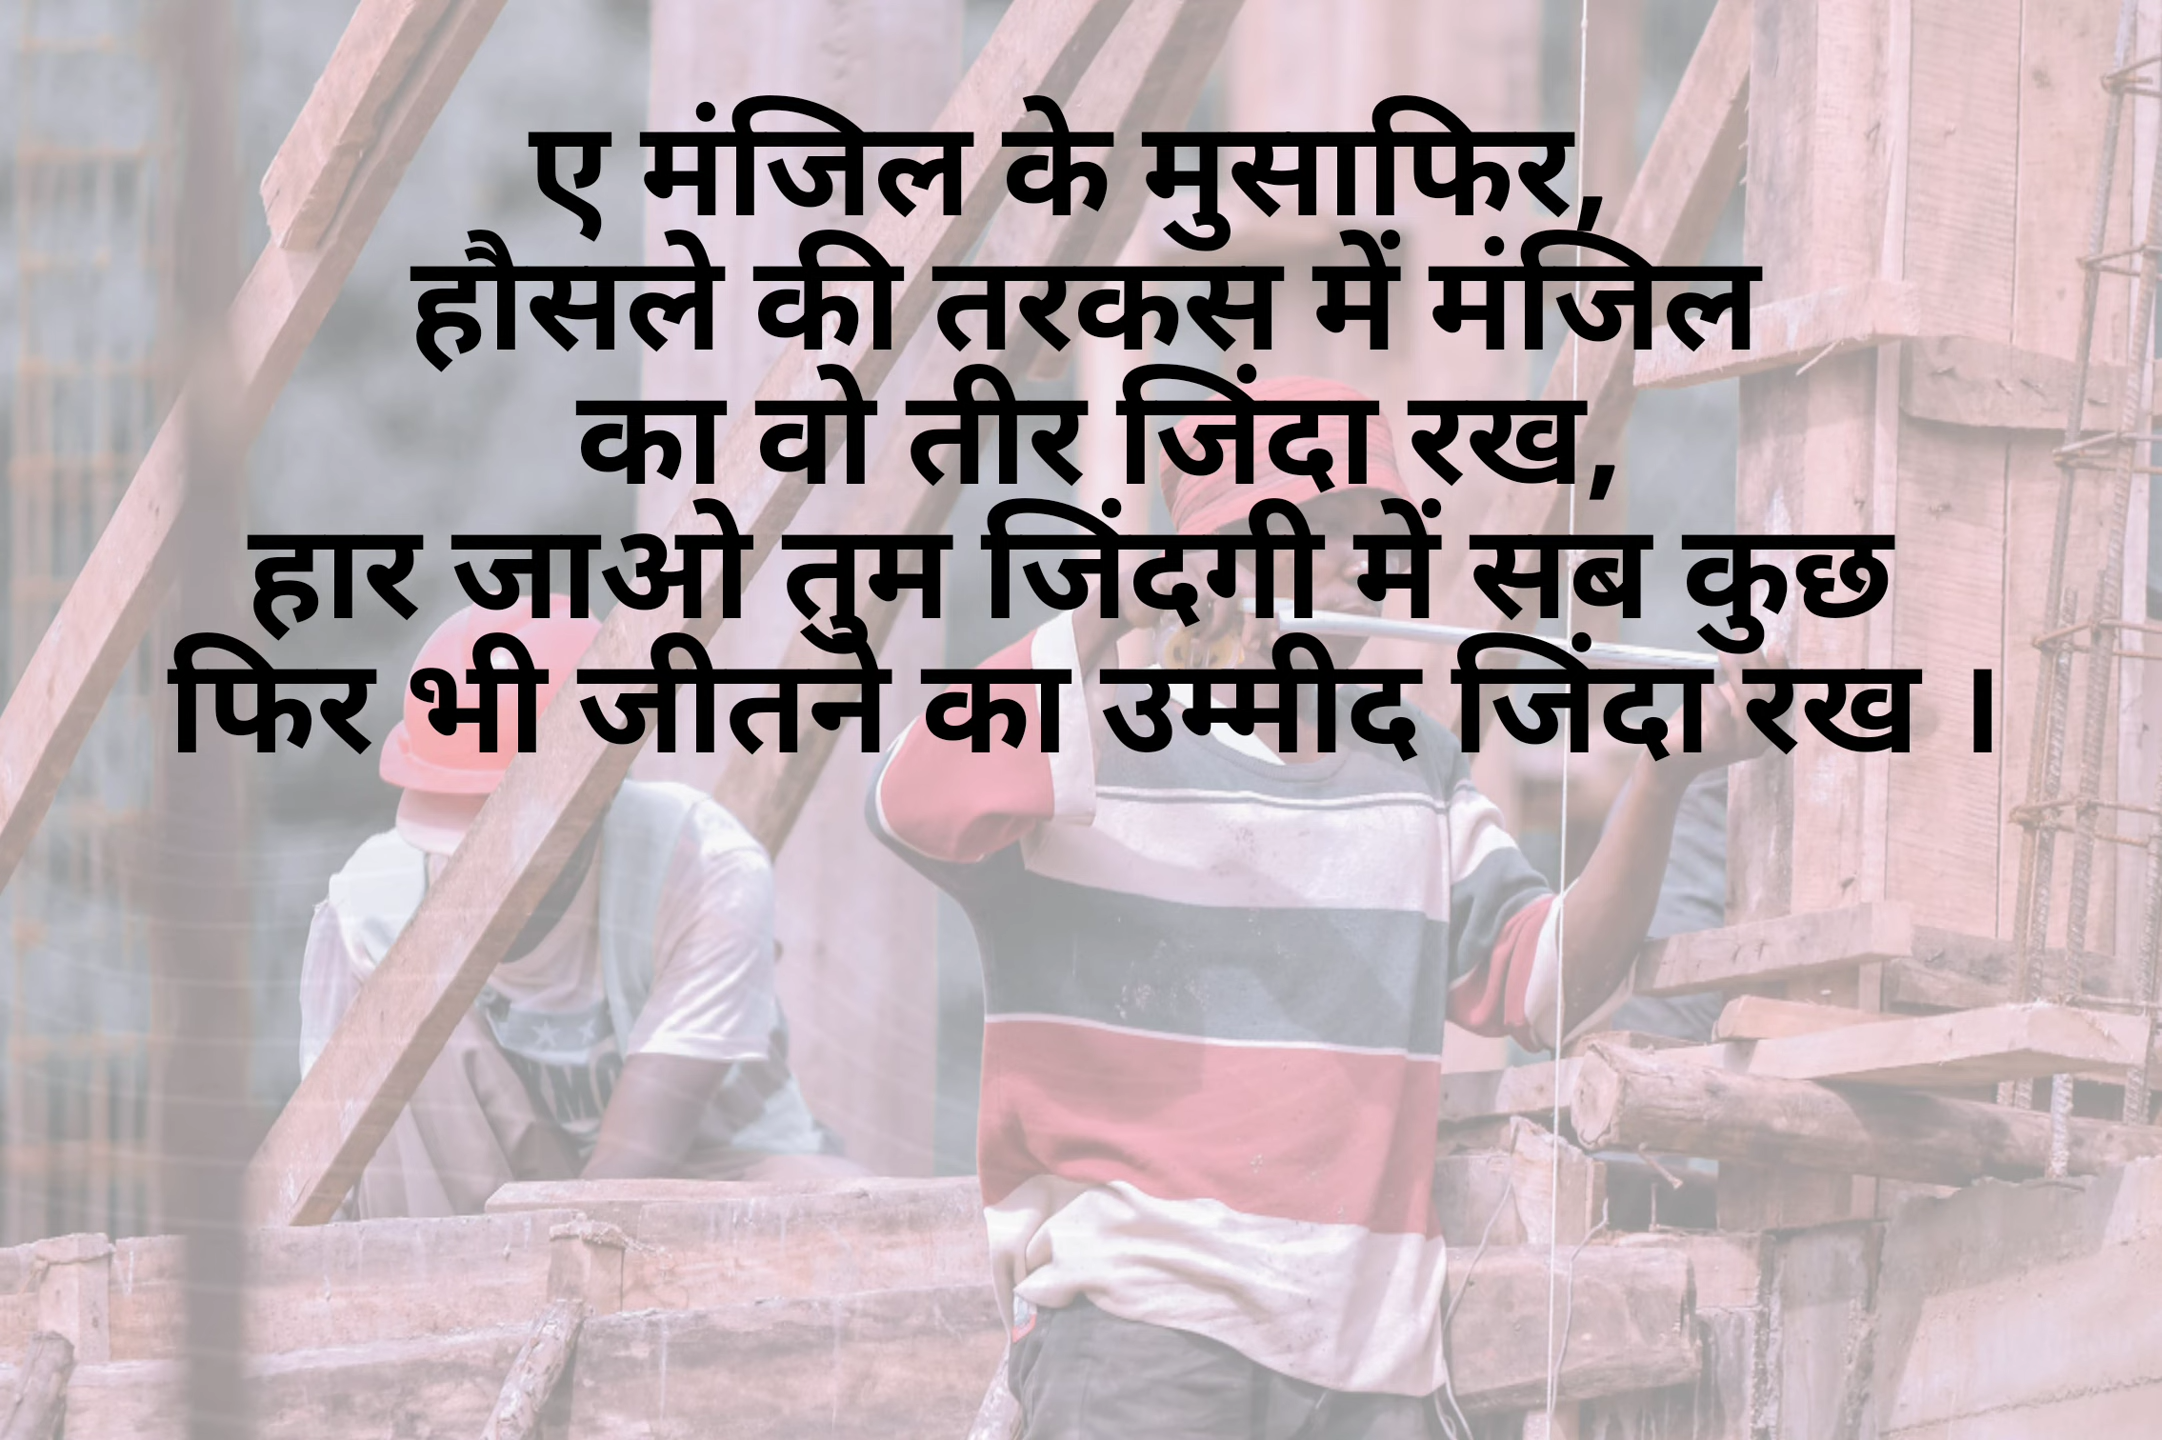 ए मंजिल के मुसाफिर,
हौसले की तरकस में मंजिल
का वो तीर जिंदा रख,
हार जाओ तुम जिंदगी में सब कुछ
फिर भी जीतने का उम्मीद जिंदा रख ।